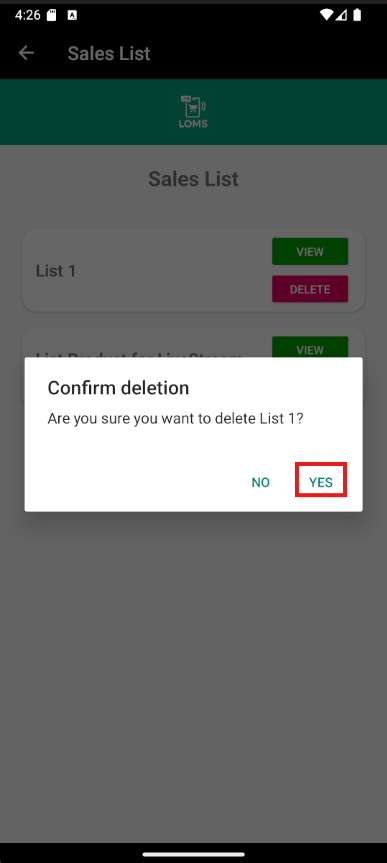 4:26
Sales List
LOMS
Sales List
VIEW
List 1
DELETE
VIEW
List Product for LiveStream
Confirm deletion
Are you sure you want to delete List 1?
NO
YES